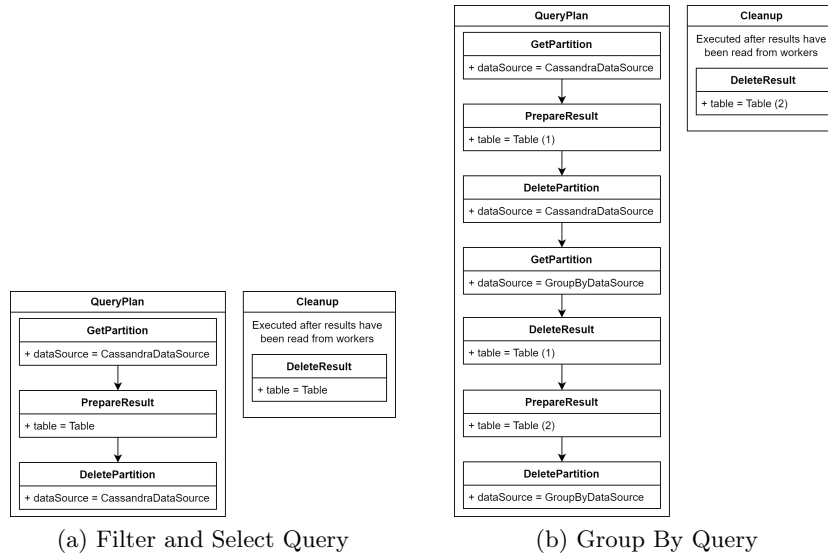 QueryPlan
GetPartition
+ dataSource = CassandraDataSource
PrepareResult
+ table = Table
DeletePartition
+ dataSource = CassandraDataSource
Cleanup
Executed after results have
been read from workers
DeleteResult
+ table = Table
(a) Filter and Select Query
QueryPlan
GetPartition
+ dataSource = CassandraDataSource
PrepareResult
+ table = Table (1)
DeletePartition
+ dataSource = CassandraDataSource
GetPartition
+ dataSource = GroupByDataSource
DeleteResult
+ table = Table (1)
PrepareResult
+ table = Table (2)
DeletePartition
+ dataSource = GroupByDataSource
Cleanup
Executed after results have
been read from workers
DeleteResult
+ table = Table (2)
(b) Group By Query